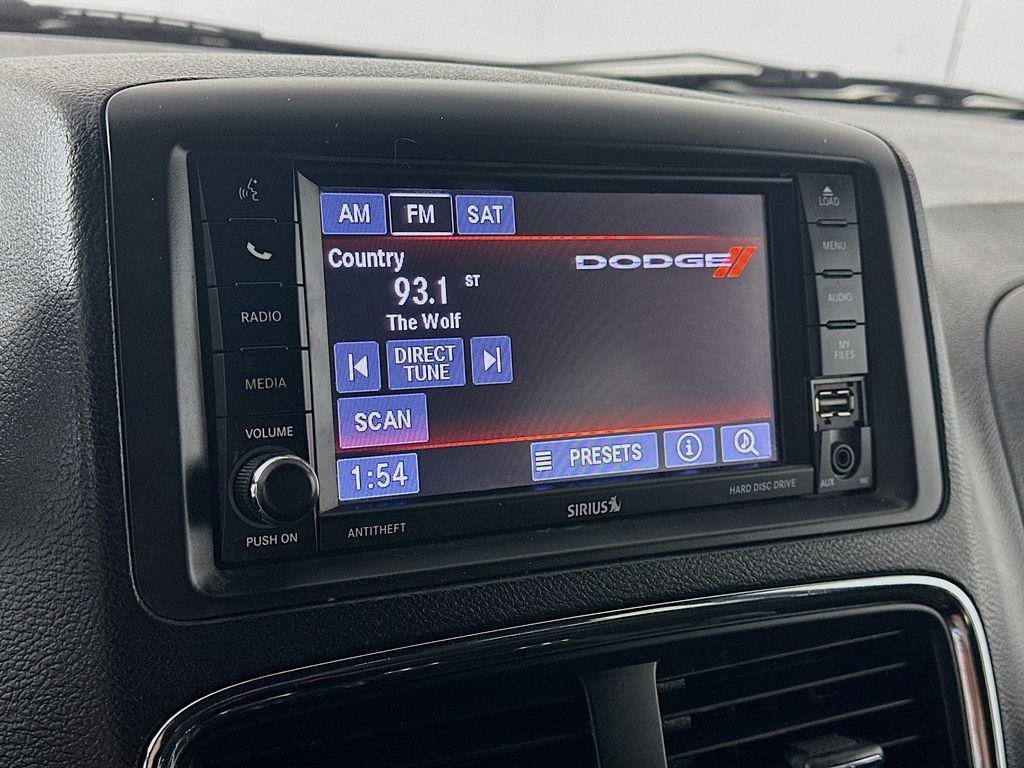 AM FM SAT
Country
93.1 ST
The Wolf
DODGE
DIRECT
TUNE
SCAN
1:54
PRESETS
RADIO
MEDIA
VOLUME
PUSH ON
ANTITHEFT
SIRIUS
HARD DISC DRIVE
LOAD
MENU
AUDIO
MY
FILES
AUX